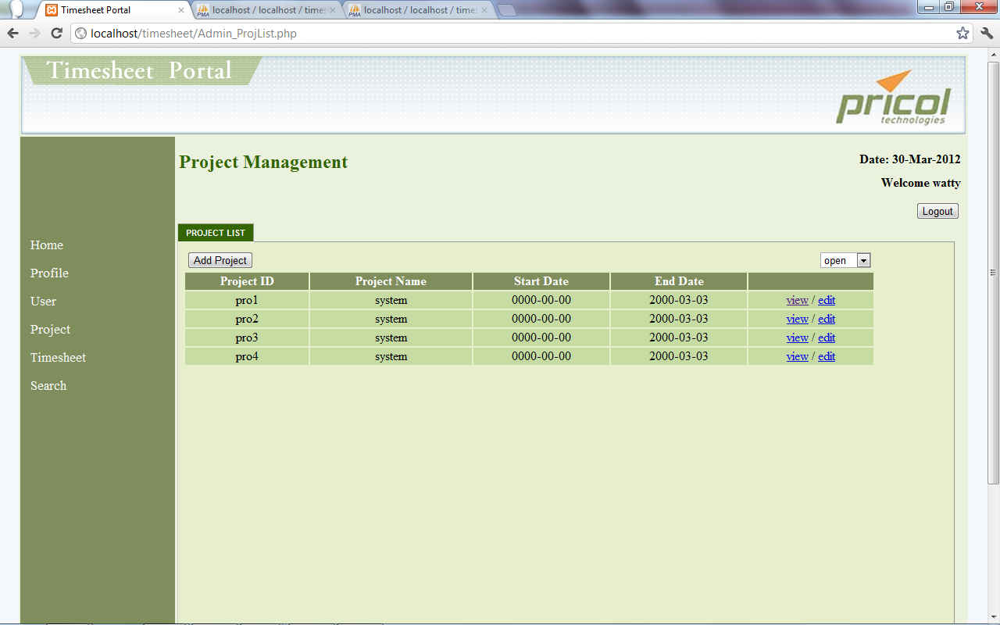 Timesheet Portal
localhost / localhost / time:
localhost / localhost / time:
localhost/timesheet/Admin_ProjList.php
Timesheet Portal
pricol
technologies
Project Management
Date: 30-Mar-2012
Welcome watty
Logout
Home
Profile
User
Project
Timesheet
Search
PROJECT LIST
Add Project
open
Project ID Project Name Start Date End Date
pro1 system 0000-00-00 2000-03-03 view / edit
pro2 system 0000-00-00 2000-03-03 view / edit
pro3 system 0000-00-00 2000-03-03 view / edit
pro4 system 0000-00-00 2000-03-03 view / edit